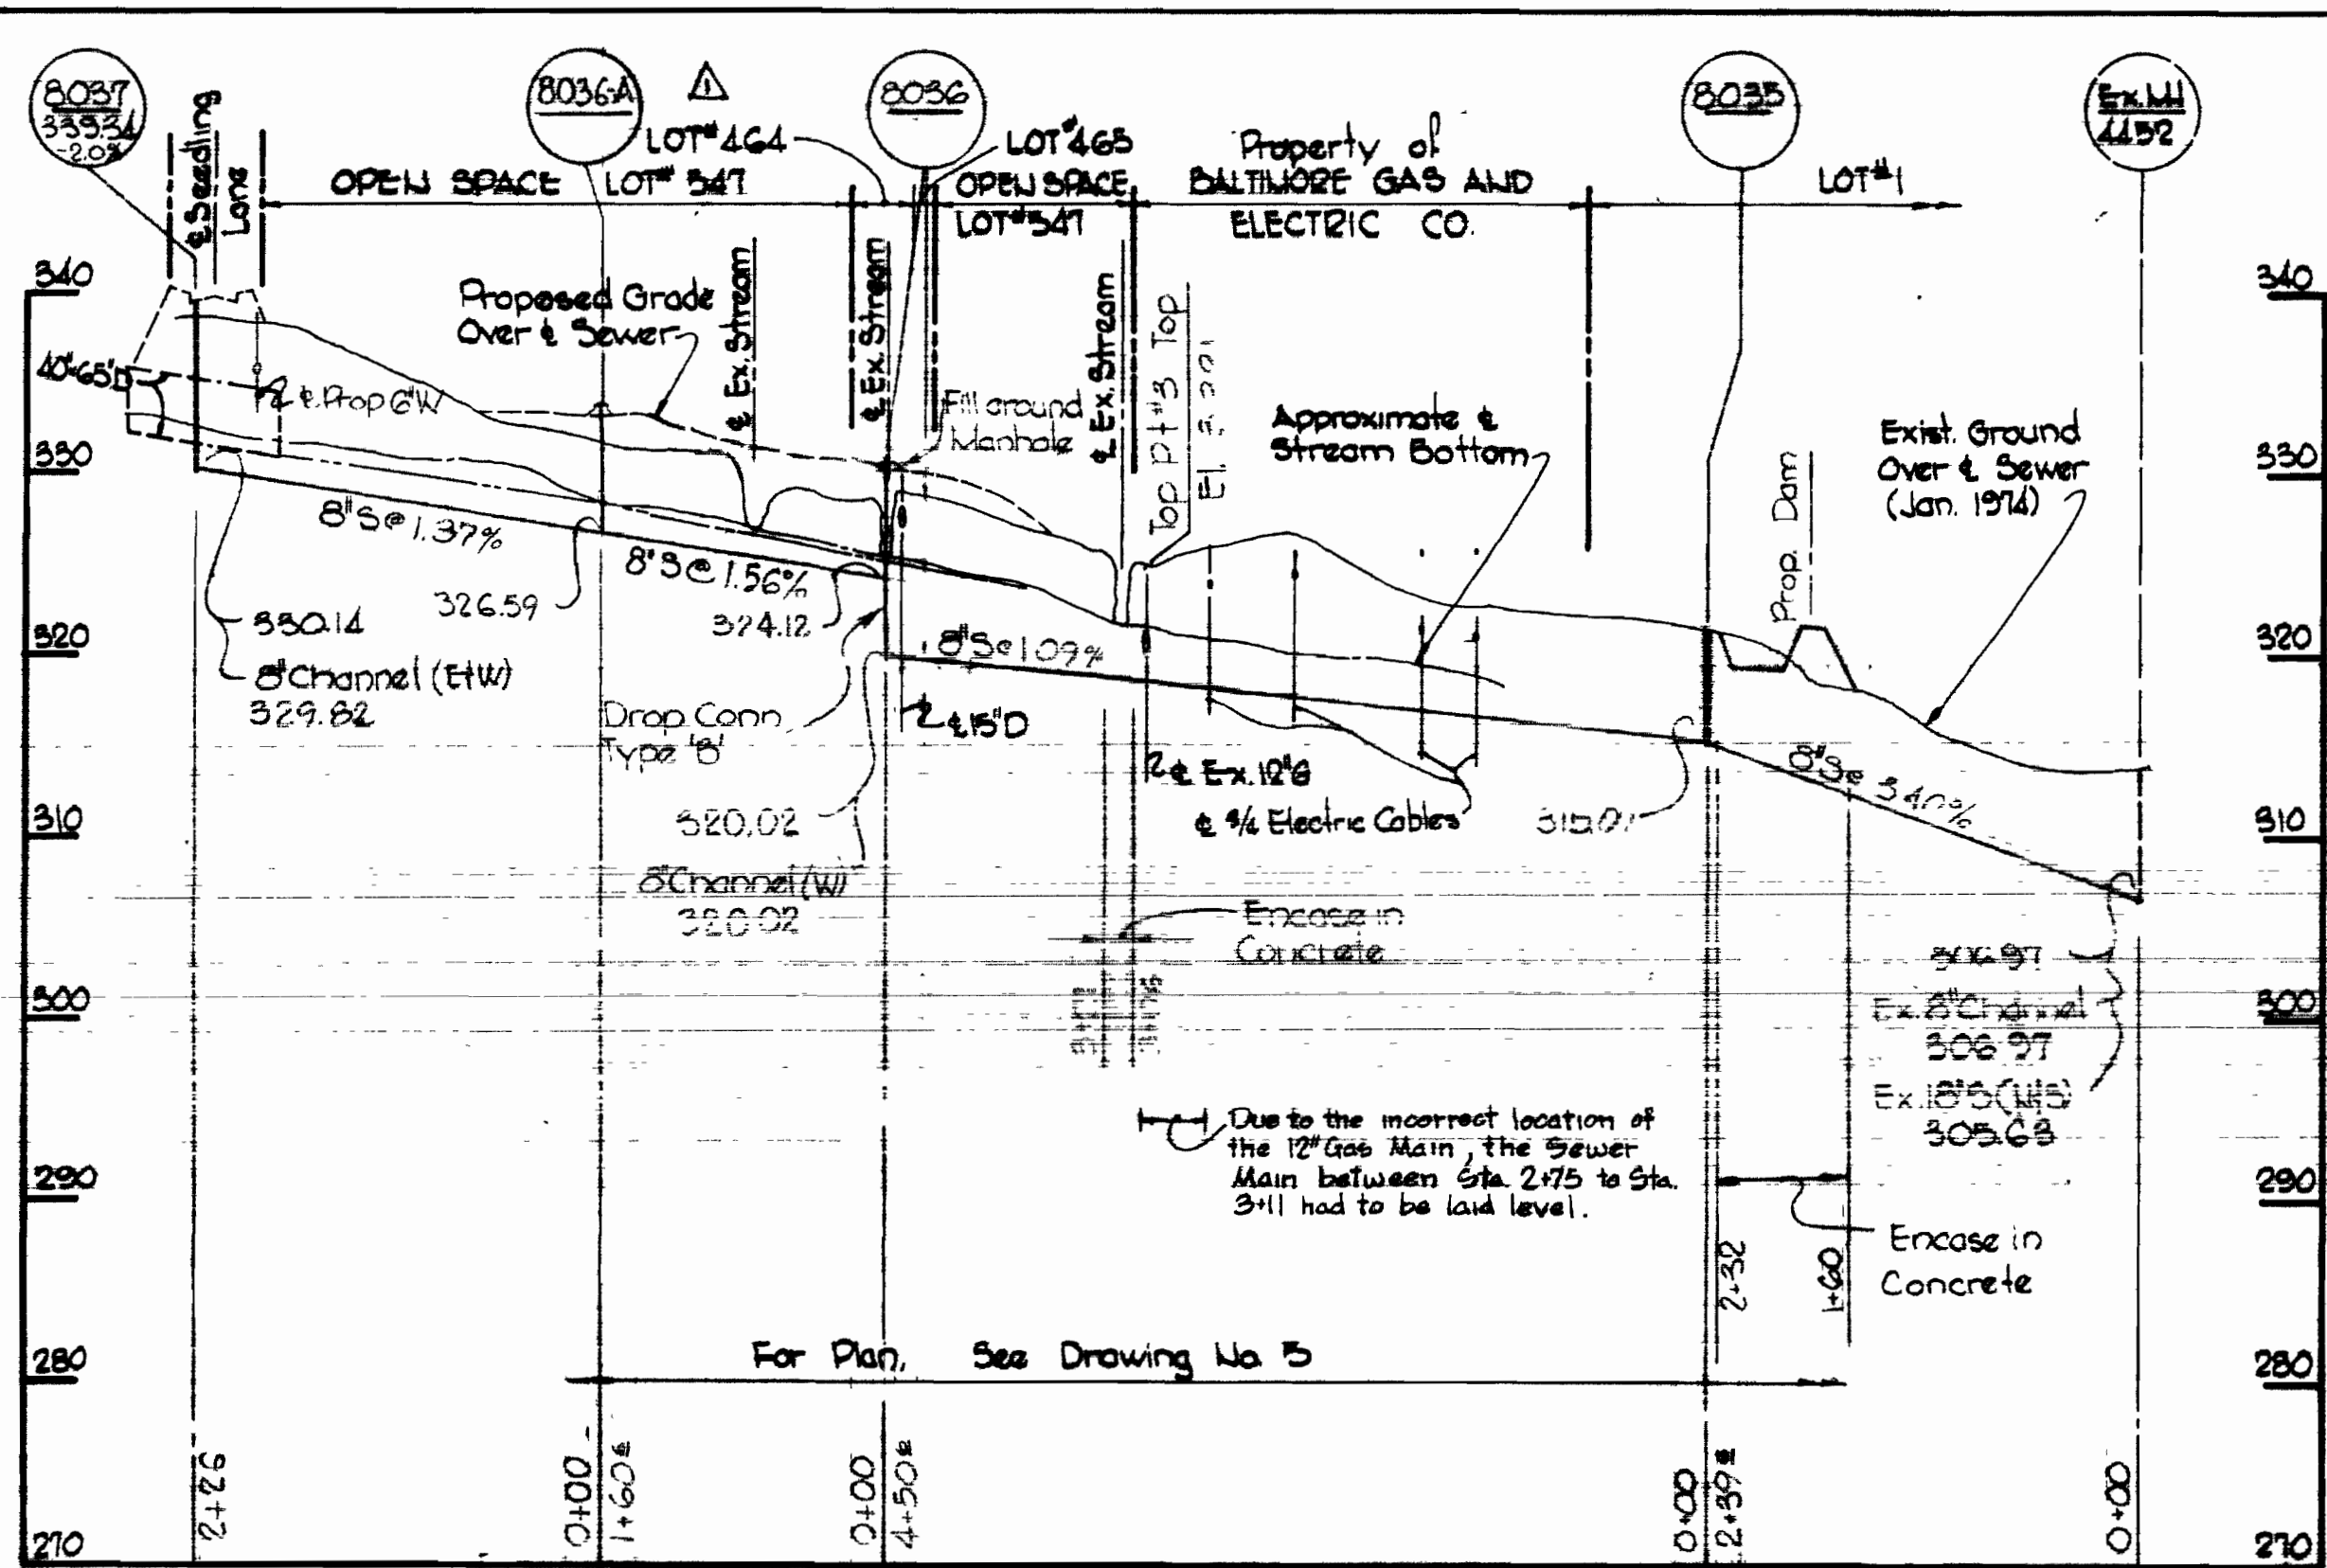 8037
339.34
-2.0%
℄ Seedling
Lane
8036-A
1
8036
8035
Ex. MH
4452
LOT# 464
LOT# 465
OPEN SPACE LOT# 547
OPEN SPACE
LOT# 547
Property of
BALTIMORE GAS AND
ELECTRIC CO.
LOT#1
340
330
320
310
300
290
280
270
340
330
320
310
300
290
280
270
Proposed Grade
Over ℄ Sewer
℄ Ex. Stream
℄ Ex. Stream
℄ Ex. Stream
Top Pt #3 Top
Fill around
Manhole
Approximate ℄
Stream Bottom
Exist. Ground
Over ℄ Sewer
(Jan. 1974)
Prop. Dam
℄ Prop 6"W
8"S @ 1.37%
8"S @ 1.56%
8"S @ 1.09%
8"S @ 3.40%
330.14
8" Channel (E+W)
329.82
326.59
324.12
Drop Conn
Type 'B'
320.02
8" Channel (W)
320.02
℄ 15"D
℄ Ex. 12"G
Electric Cables
Encase in
Concrete
Ex. 8" Channel
306.97
Ex. 18"S (N+S)
305.63
Due to the incorrect location of
the 12" Gas Main, the Sewer
Main between Sta. 2+75 to Sta.
3+11 had to be laid level.
2+32
1+60
Encase in
Concrete
For Plan, See Drawing No. 5
2+26
0+00
1+60±
0+00
4+50±
0+00
2+39±
0+00